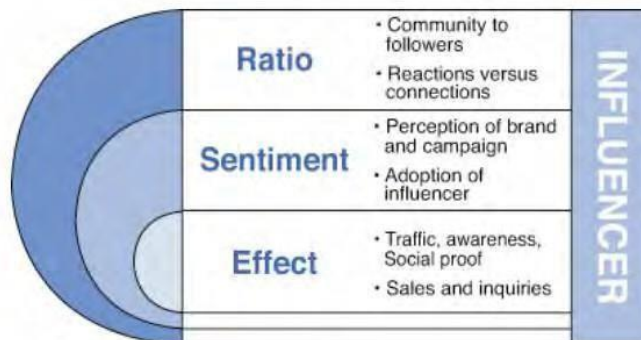 Ratio
• Community to
followers
• Reactions versus
connections
Sentiment
• Perception of brand
and campaign
• Adoption of
influencer
Effect
• Traffic, awareness,
Social proof
• Sales and inquiries
INFLUENCER